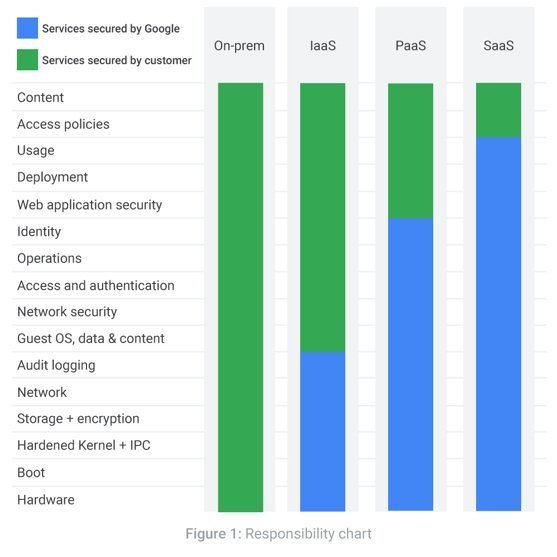 Services secured by Google
Services secured by customer
On-prem
IaaS
PaaS
SaaS
Content
Access policies
Usage
Deployment
Web application security
Identity
Operations
Access and authentication
Network security
Guest OS, data & content
Audit logging
Network
Storage + encryption
Hardened Kernel + IPC
Boot
Hardware
Figure 1: Responsibility chart